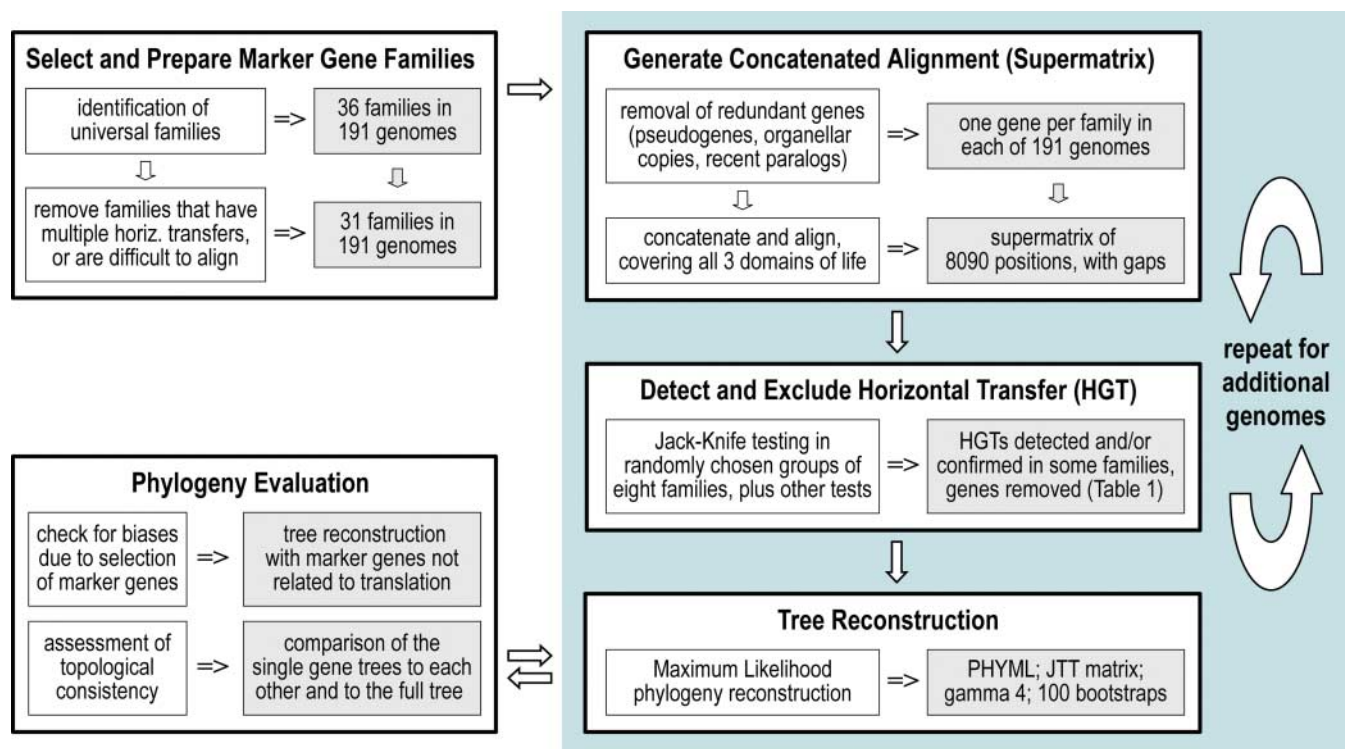 Select and Prepare Marker Gene Families
identification of
universal families
=>
36 families in
191 genomes
remove families that have
multiple horiz. transfers,
or are difficult to align
=>
31 families in
191 genomes
Generate Concatenated Alignment (Supermatrix)
removal of redundant genes
(pseudogenes, organellar
copies, recent paralogs)
=>
one gene per family in
each of 191 genomes
concatenate and align,
covering all 3 domains of life
=>
supermatrix of
8090 positions, with gaps
repeat for
additional
genomes
Detect and Exclude Horizontal Transfer (HGT)
Jack-Knife testing in
randomly chosen groups of
eight families, plus other tests
=>
HGTs detected and/or
confirmed in some families,
genes removed (Table 1)
Tree Reconstruction
Maximum Likelihood
phylogeny reconstruction
=>
PHYML; JTT matrix;
gamma 4; 100 bootstraps
Phylogeny Evaluation
check for biases
due to selection
of marker genes
=>
tree reconstruction
with marker genes not
related to translation
assessment of
topological
consistency
=>
comparison of the
single gene trees to each
other and to the full tree